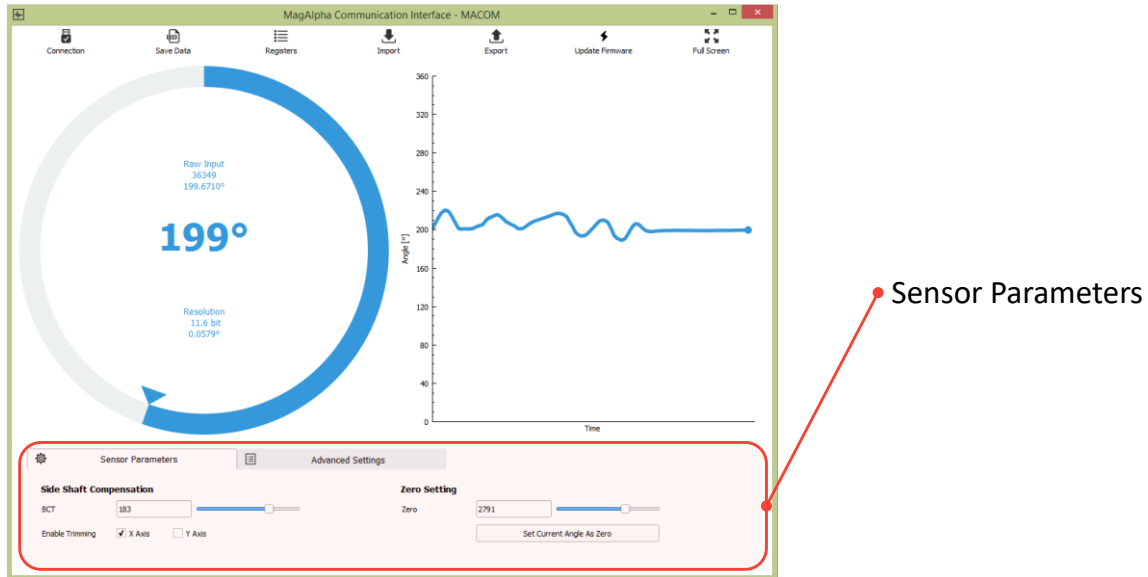 MagAlpha Communication Interface - MACOM
Connection
Save Data
Registers
Import
Export
Update Firmware
Full Screen
Raw Input
36349
199.6710°
199°
Resolution
11.6 bit
0.0579°
360
320
280
240
200
160
120
80
40
0
Angle [°]
Time
Sensor Parameters
Sensor Parameters
Advanced Settings
Side Shaft Compensation
BCT
183
Enable Trimming
X Axis
Y Axis
Zero Setting
Zero
2791
Set Current Angle As Zero